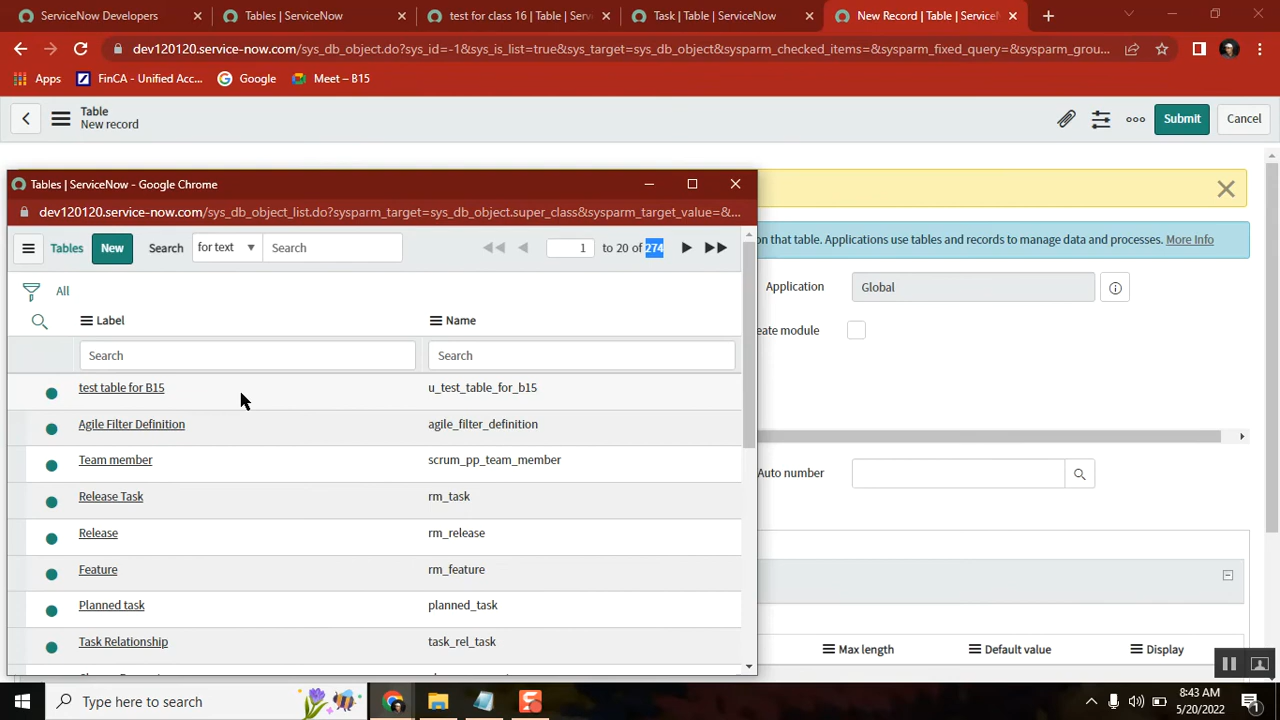 ServiceNow Developers
Tables | ServiceNow
test for class 16 | Table | Serv
Task | Table | ServiceNow
New Record | Table | Service
dev120120.service-now.com/sys_db_object.do?sys_id=-1&sys_is_list=true&sys_target=sys_db_object&sysparm_checked_items=&sysparm_fixed_query=&sysparm_grou...
Apps
FinCA - Unified Acc...
Google
Meet – B15
Table
New record
Submit
Cancel
Tables | ServiceNow - Google Chrome
dev120120.service-now.com/sys_db_object_list.do?sysparm_target=sys_db_object.super_class&sysparm_target_value=&...
Tables
New
Search
for text
Search
1
to 20 of 274
on that table. Applications use tables and records to manage data and processes. More Info
All
Application
Global
Label
Name
eate module
Search
Search
test table for B15
u_test_table_for_b15
Agile Filter Definition
agile_filter_definition
Team member
scrum_pp_team_member
Auto number
Release Task
rm_task
Release
rm_release
Feature
rm_feature
Planned task
planned_task
Task Relationship
task_rel_task
Max length
Default value
Display
Type here to search
8:43 AM
5/20/2022
1